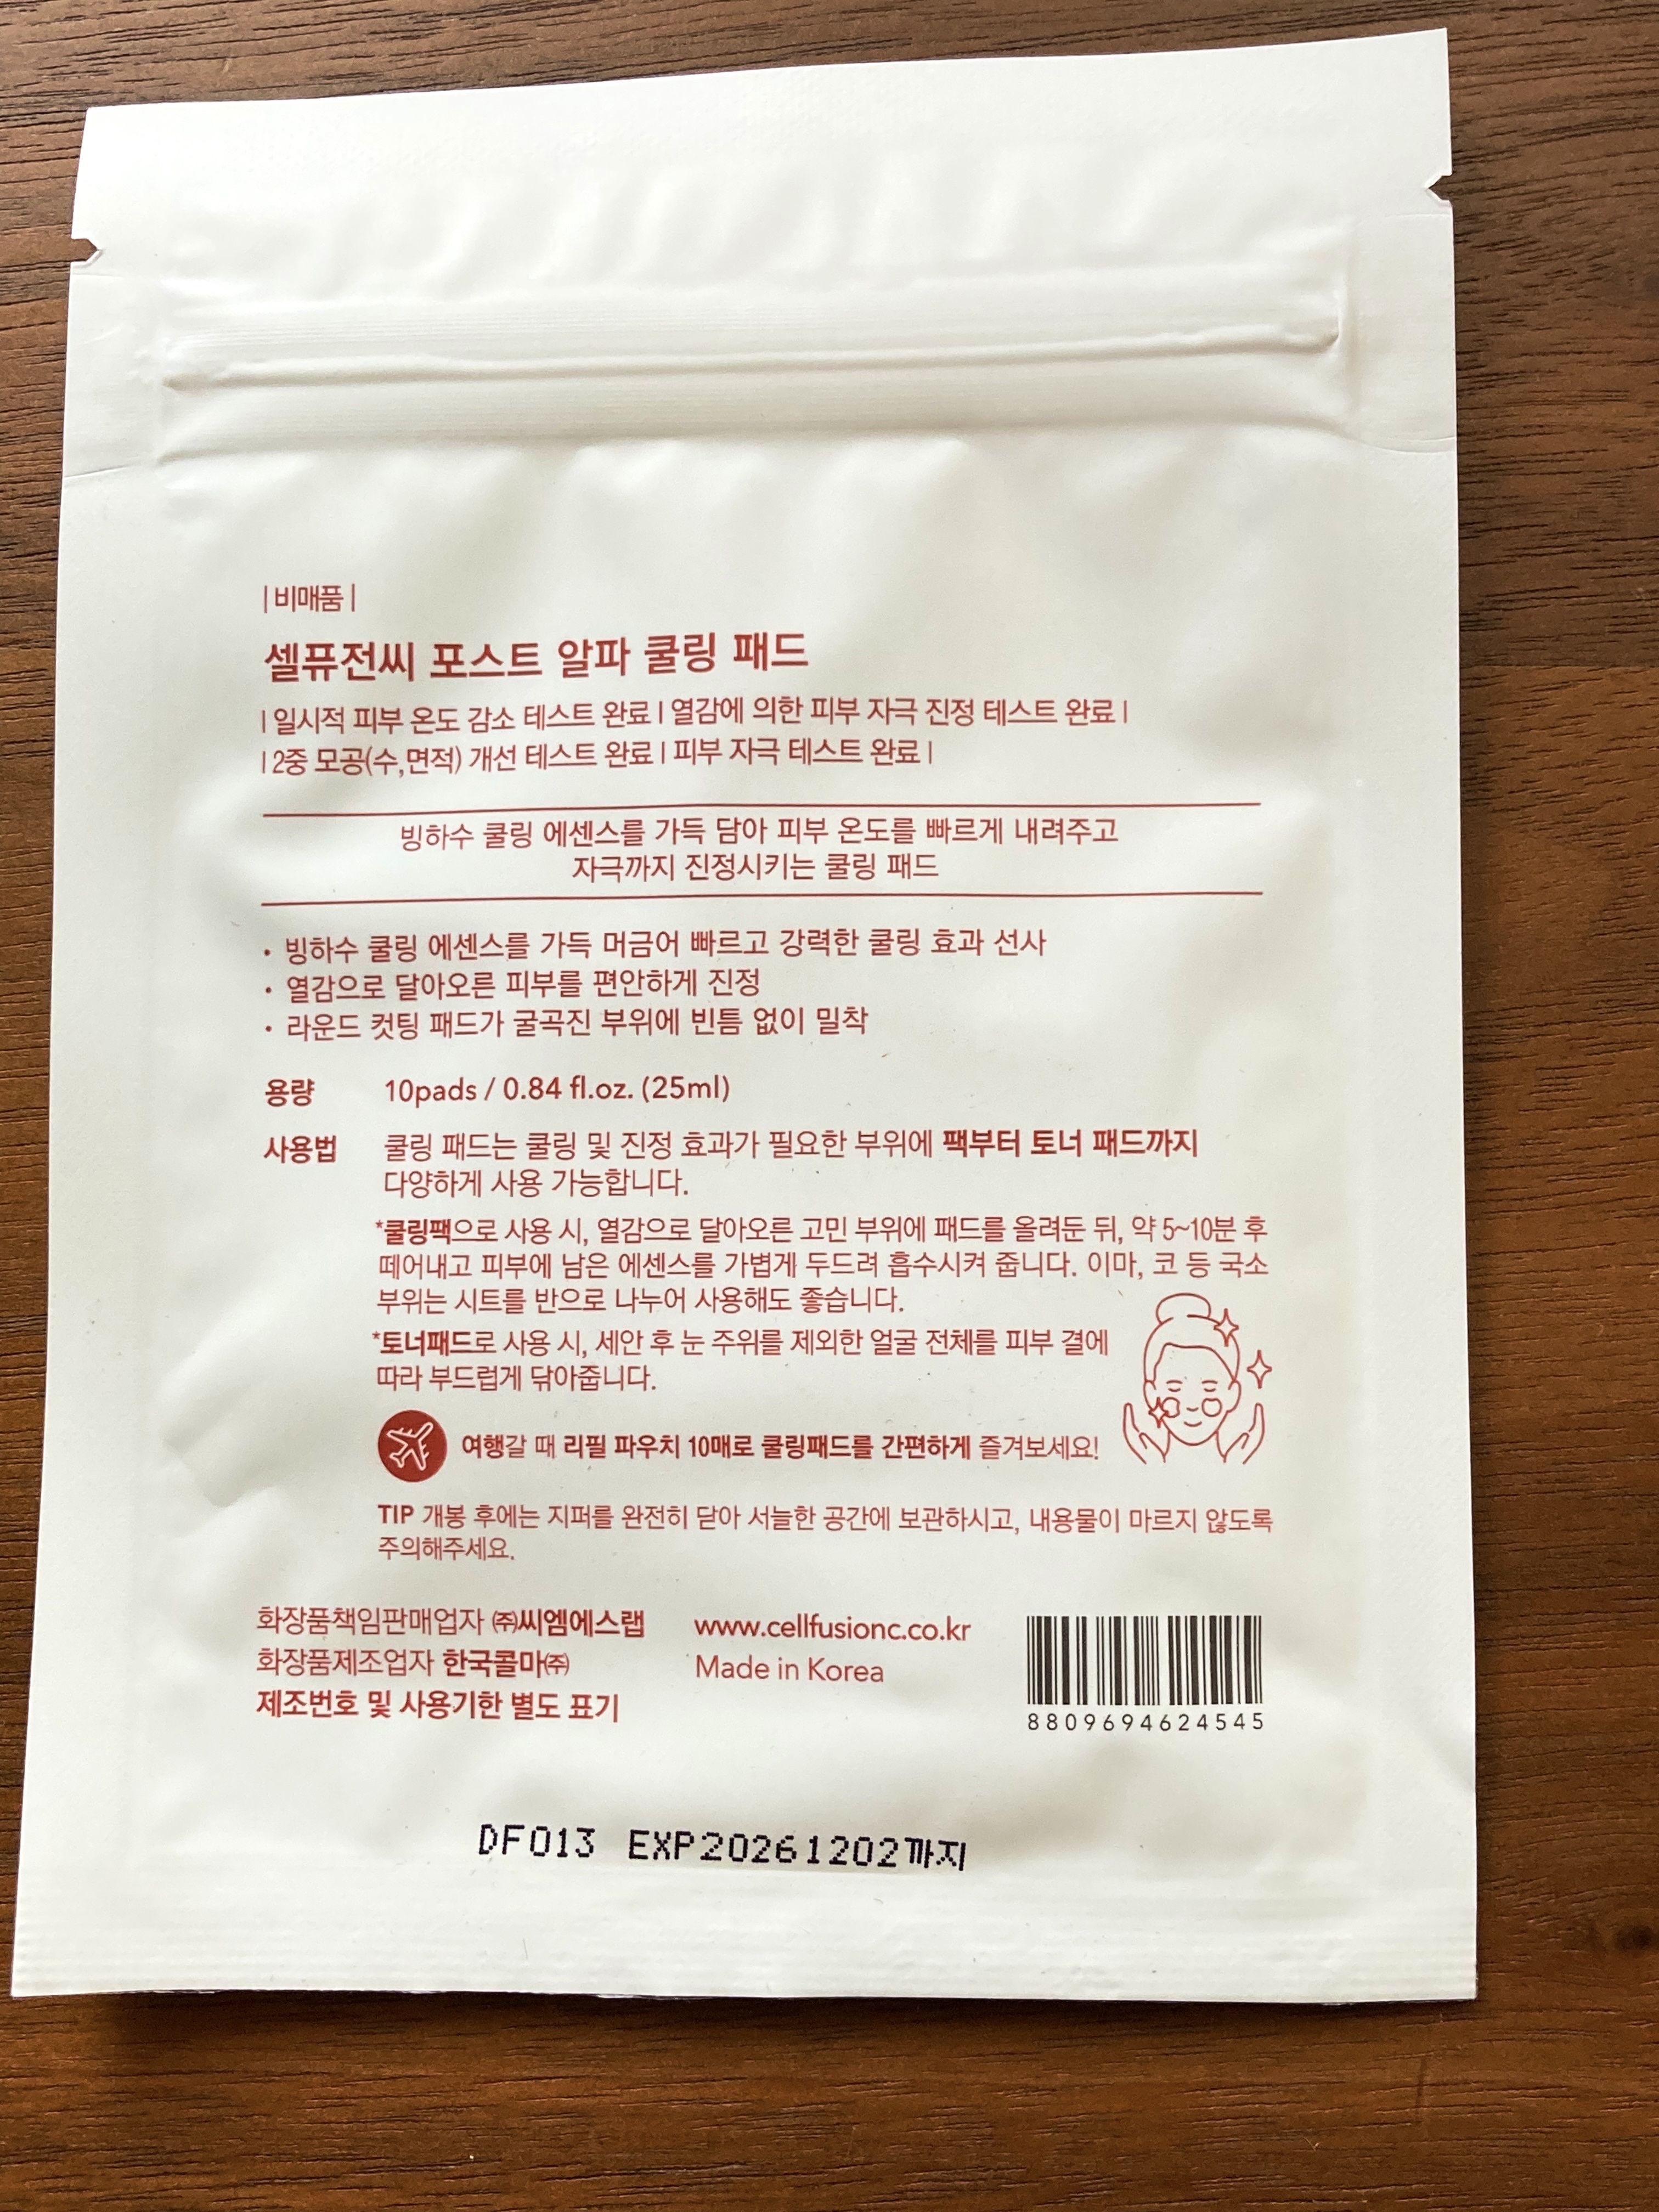 | 비매품 |
셀퓨전씨 포스트 알파 쿨링 패드
| 일시적 피부 온도 감소 테스트 완료 | 열감에 의한 피부 자극 진정 테스트 완료 |
| 2중 모공(수,면적) 개선 테스트 완료 | 피부 자극 테스트 완료 |
빙하수 쿨링 에센스를 가득 담아 피부 온도를 빠르게 내려주고
자극까지 진정시키는 쿨링 패드
• 빙하수 쿨링 에센스를 가득 머금어 빠르고 강력한 쿨링 효과 선사
• 열감으로 달아오른 피부를 편안하게 진정
• 라운드 컷팅 패드가 굴곡진 부위에 빈틈 없이 밀착
용량 10pads / 0.84 fl.oz. (25ml)
사용법 쿨링 패드는 쿨링 및 진정 효과가 필요한 부위에 팩부터 토너 패드까지
다양하게 사용 가능합니다.
*쿨링팩으로 사용 시, 열감으로 달아오른 고민 부위에 패드를 올려둔 뒤, 약 5~10분 후
떼어내고 피부에 남은 에센스를 가볍게 두드려 흡수시켜 줍니다. 이마, 코 등 국소
부위는 시트를 반으로 나누어 사용해도 좋습니다.
*토너패드로 사용 시, 세안 후 눈 주위를 제외한 얼굴 전체를 피부 결에
따라 부드럽게 닦아줍니다.
여행갈 때 리필 파우치 10매로 쿨링패드를 간편하게 즐겨보세요!
TIP 개봉 후에는 지퍼를 완전히 닫아 서늘한 공간에 보관하시고, 내용물이 마르지 않도록
주의해주세요.
화장품책임판매업자 ㈜씨엠에스랩
화장품제조업자 한국콜마㈜
제조번호 및 사용기한 별도 표기
www.cellfusionc.co.kr
Made in Korea
8809694624545
DF013 EXP20261202까지